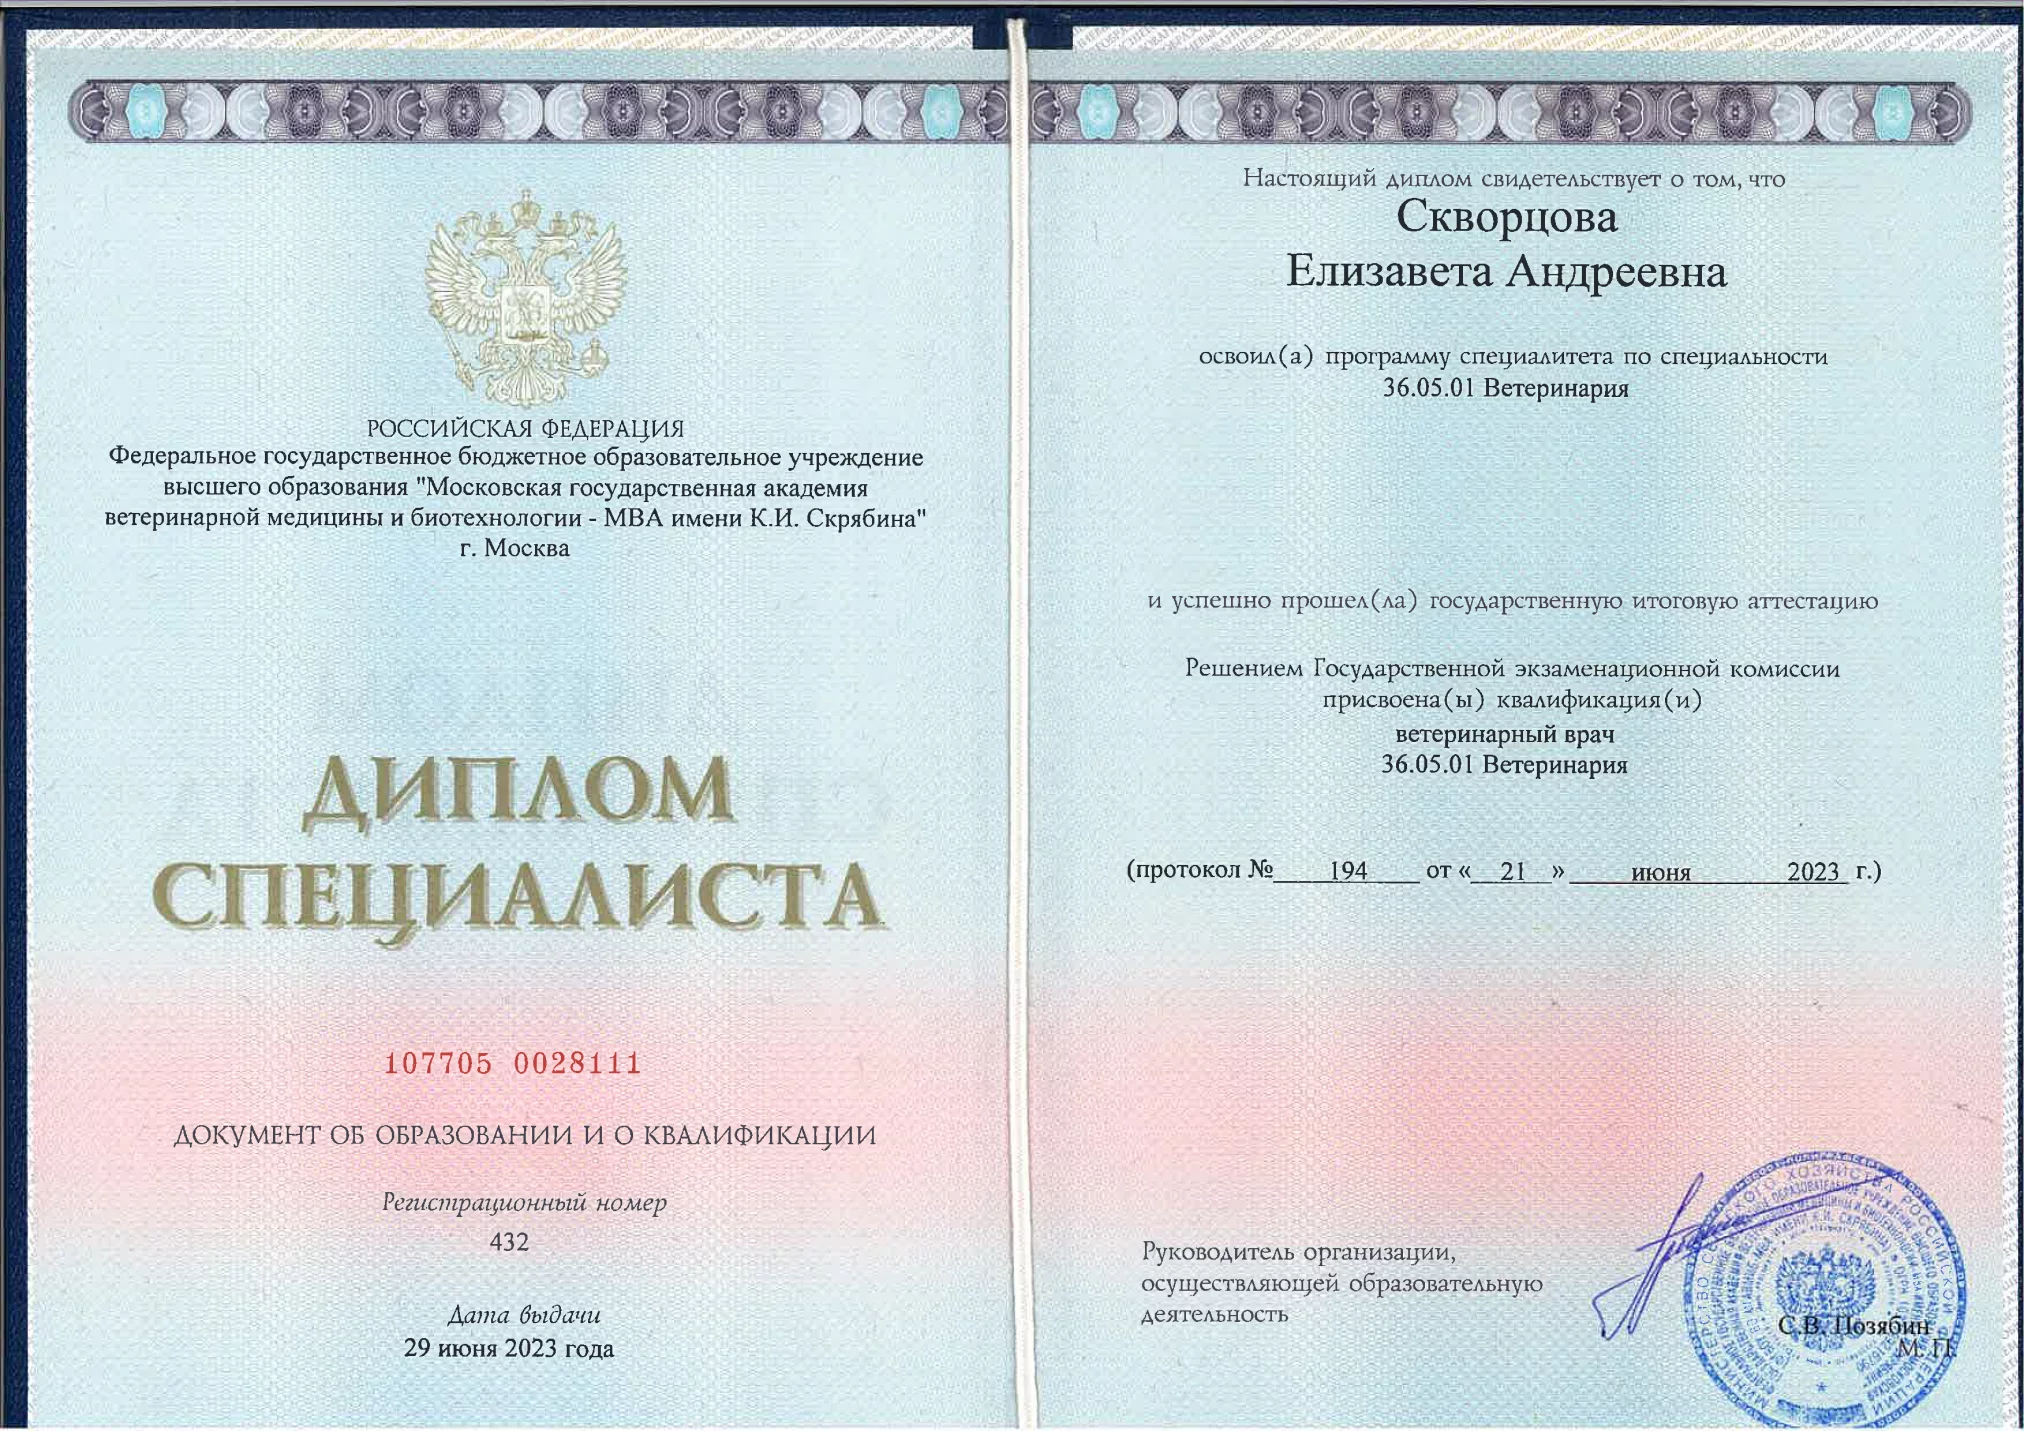 РОССИЙСКАЯ ФЕДЕРАЦИЯ
Федеральное государственное бюджетное образовательное учреждение
высшего образования "Московская государственная академия
ветеринарной медицины и биотехнологии - МВА имени К.И. Скрябина"
г. Москва
ДИПЛОМ
СПЕЦИАЛИСТА
107705 0028111
ДОКУМЕНТ ОБ ОБРАЗОВАНИИ И О КВАЛИФИКАЦИИ
Регистрационный номер
432
Дата выдачи
29 июня 2023 года
Настоящий диплом свидетельствует о том, что
Скворцова
Елизавета Андреевна
освоил(а) программу специалитета по специальности
36.05.01 Ветеринария
и успешно прошел(ла) государственную итоговую аттестацию
Решением Государственной экзаменационной комиссии
присвоена(ы) квалификация(и)
ветеринарный врач
36.05.01 Ветеринария
(протокол № 194 от « 21 » июня 2023 г.)
Руководитель организации,
осуществляющей образовательную
деятельность
С.В. Позябин
М. П.